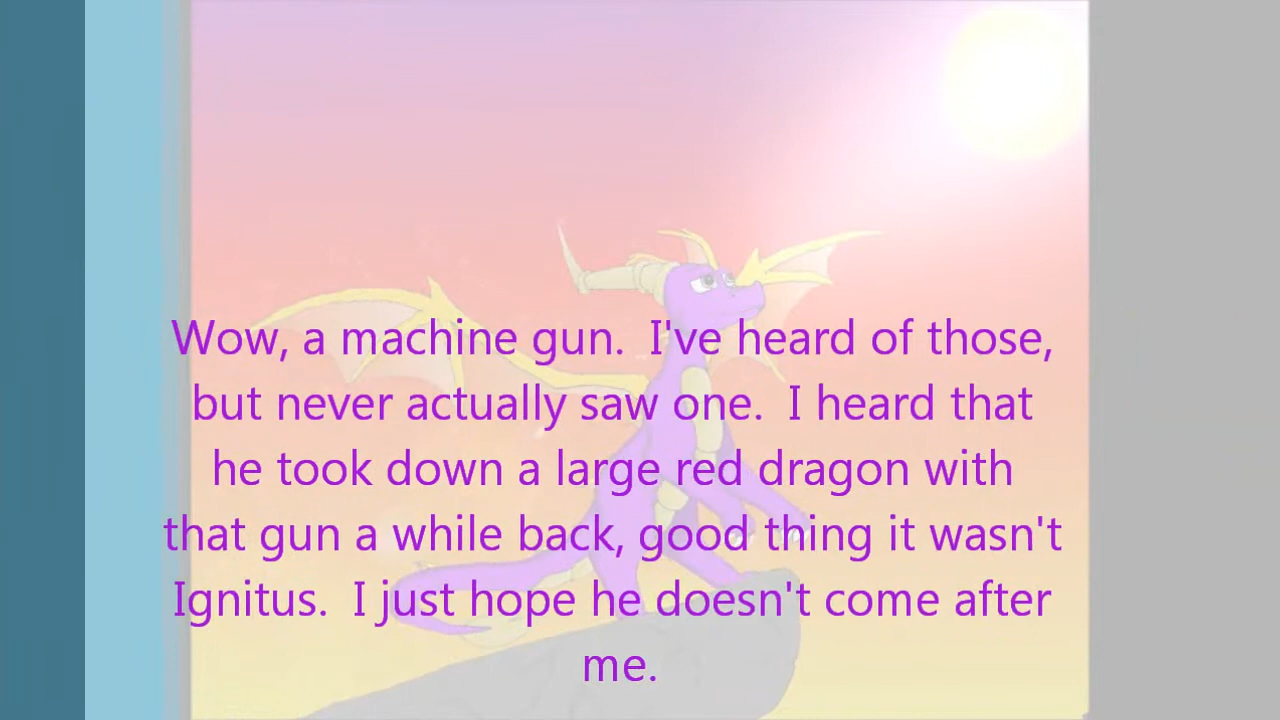 Wow, a machine gun.  I've heard of those,
but never actually saw one.  I heard that
he took down a large red dragon with
that gun a while back, good thing it wasn't
Ignitus.  I just hope he doesn't come after
me.